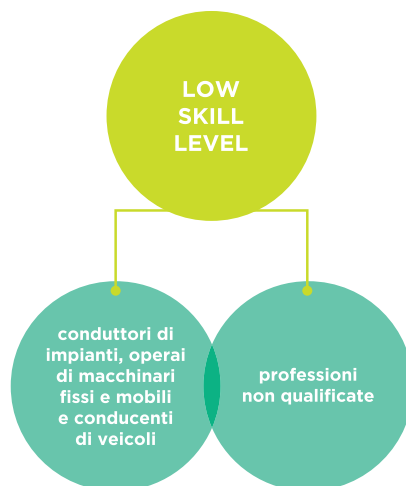 LOW
SKILL
LEVEL
conduttori di
impianti, operai
di macchinari
fissi e mobili
e conducenti
di veicoli
professioni
non qualificate